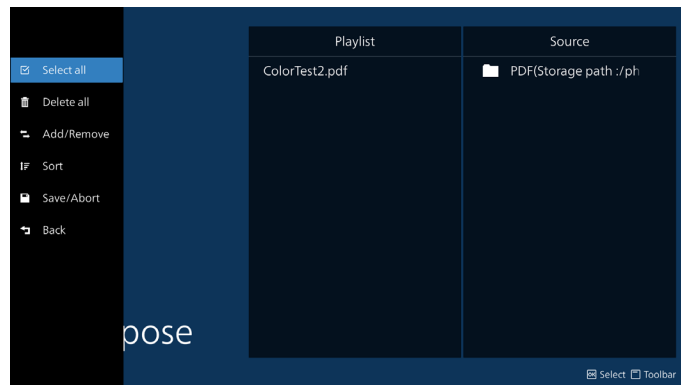 Playlist
Source
Select all
ColorTest2.pdf
PDF(Storage path :/ph
Delete all
Add/Remove
Sort
Save/Abort
Back
pose
OK Select
Toolbar